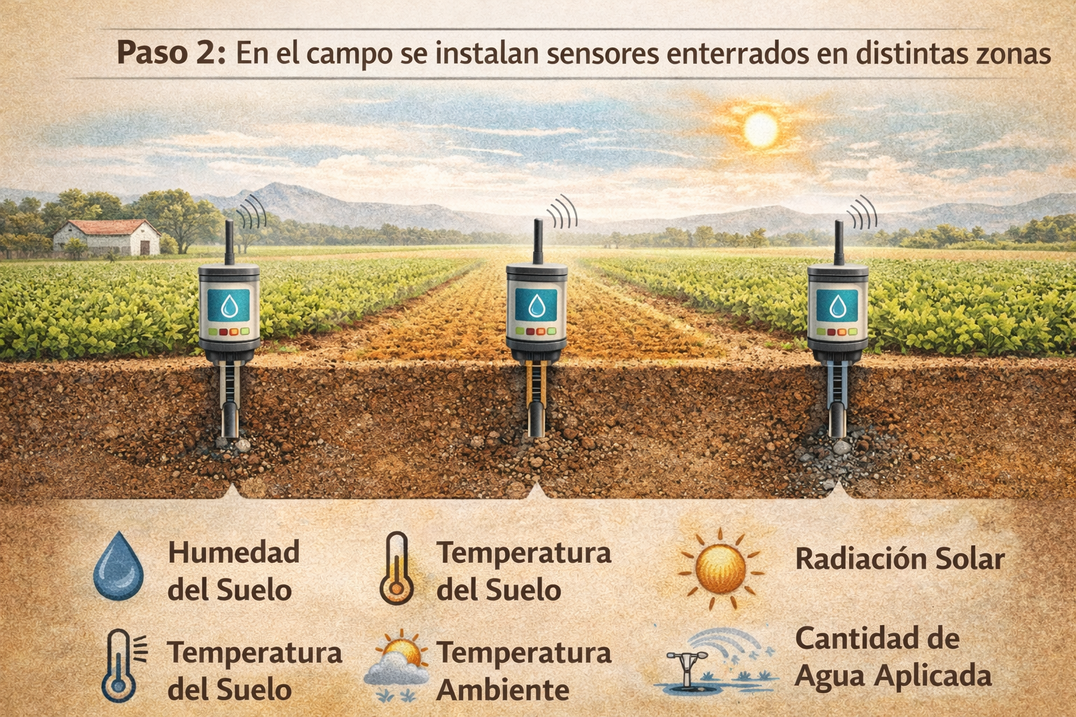 Paso 2: En el campo se instalan sensores enterrados en distintas zonas
Humedad
del Suelo
Temperatura
del Suelo
Radiación Solar
Temperatura
del Suelo
Temperatura
Ambiente
Cantidad de
Agua Aplicada